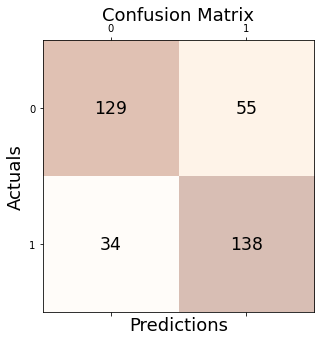 Confusion Matrix
0 1
0 129 55
Actuals
1 34 138
Predictions